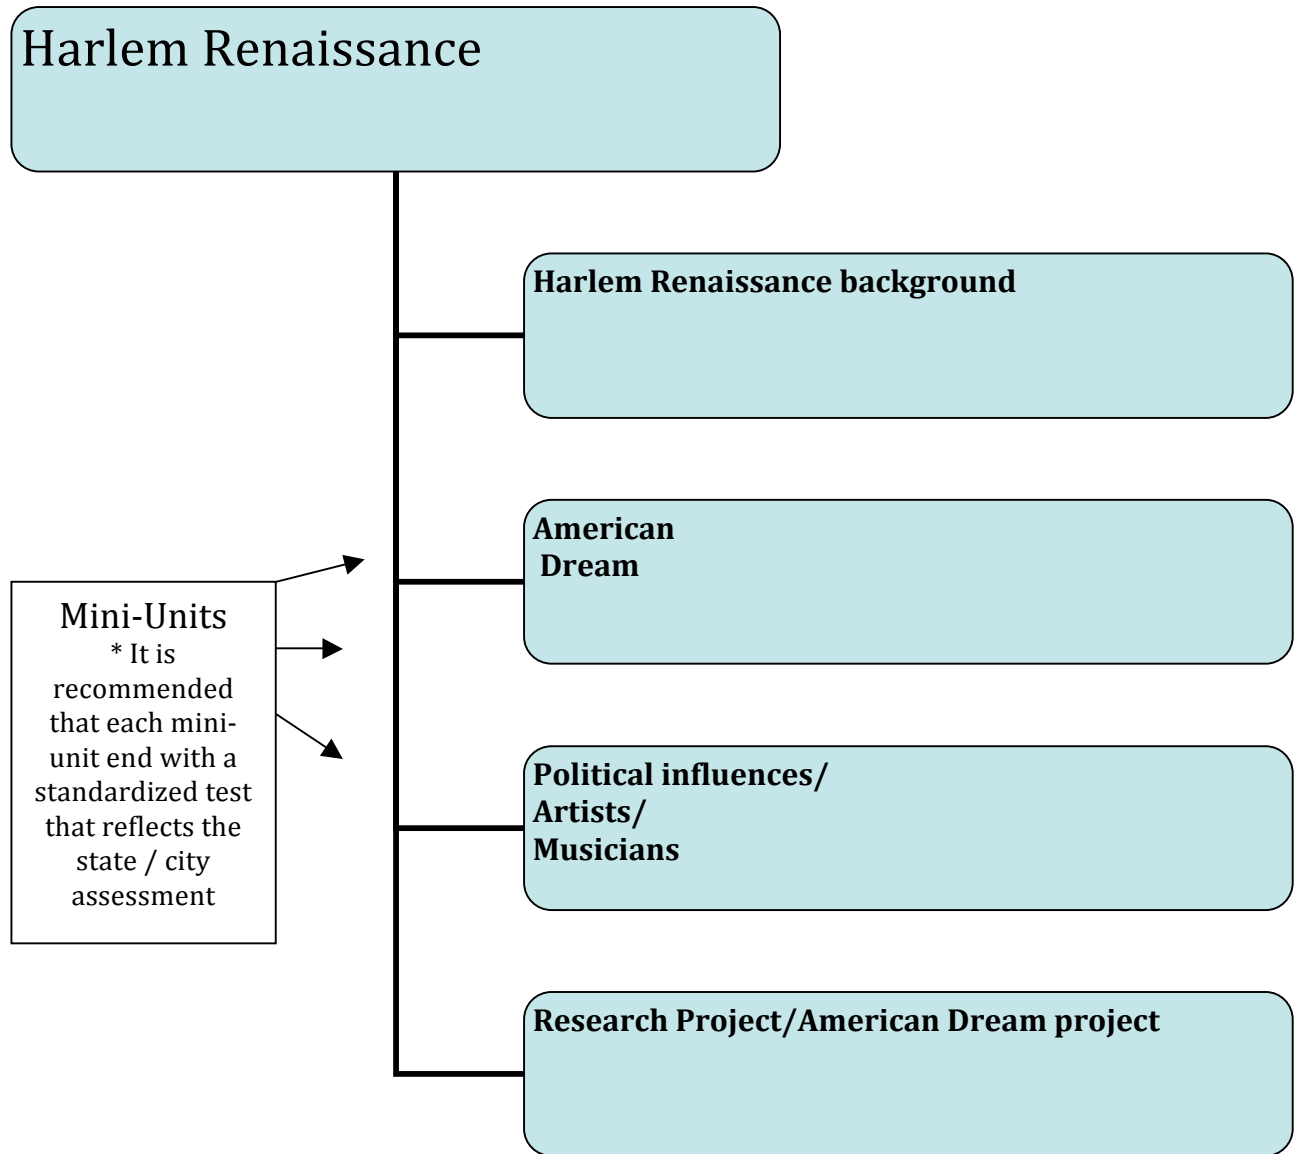 Harlem Renaissance
Harlem Renaissance background
American
Dream
Mini-Units
* It is
recommended
that each mini-
unit end with a
standardized test
that reflects the
state / city
assessment
Political influences/
Artists/
Musicians
Research Project/American Dream project